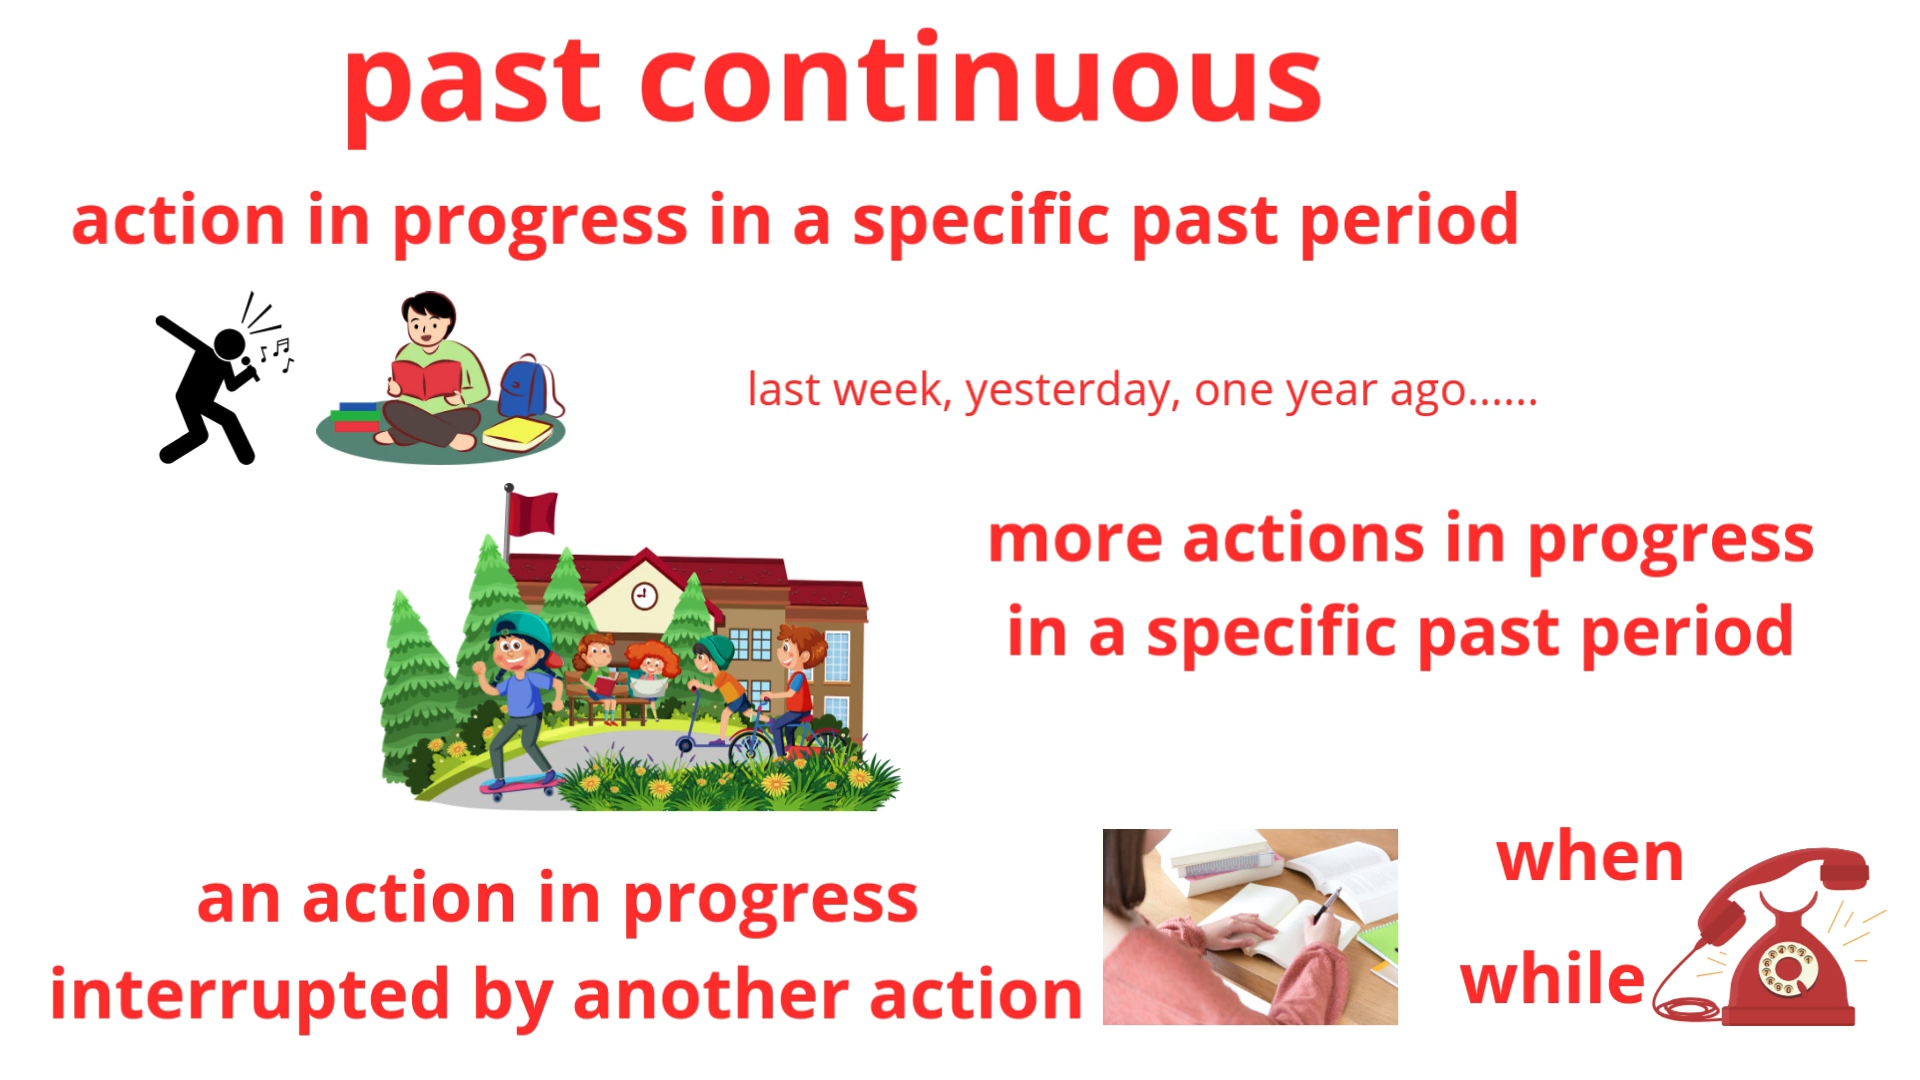 past continuous
action in progress in a specific past period
last week, yesterday, one year ago......
more actions in progress
in a specific past period
an action in progress
interrupted by another action
when
while